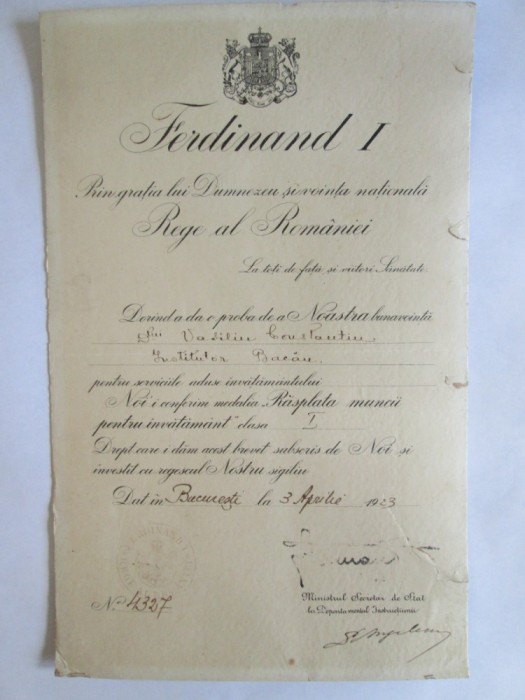 Ferdinand I
Prin grația lui Dumnezeu și voința națională
Rege al României
La toți de față și viitori Sănătate.
Dorind a da o probă de a Noastră bunăvoință
lui Vasiliu Constantin
Institutor Bacău
pentru serviciile aduse învățământului
Noi i conferim medalia "Răsplata muncii
pentru învățământ" clasa I
Drept care i dăm acest brevet subscris de Noi și
investit cu regescul Nostru sigiliu
Dat în București la 3 Aprilie 1923
Ministrul Secretar de Stat
la Departamentul Instrucțiunii
No. 4327